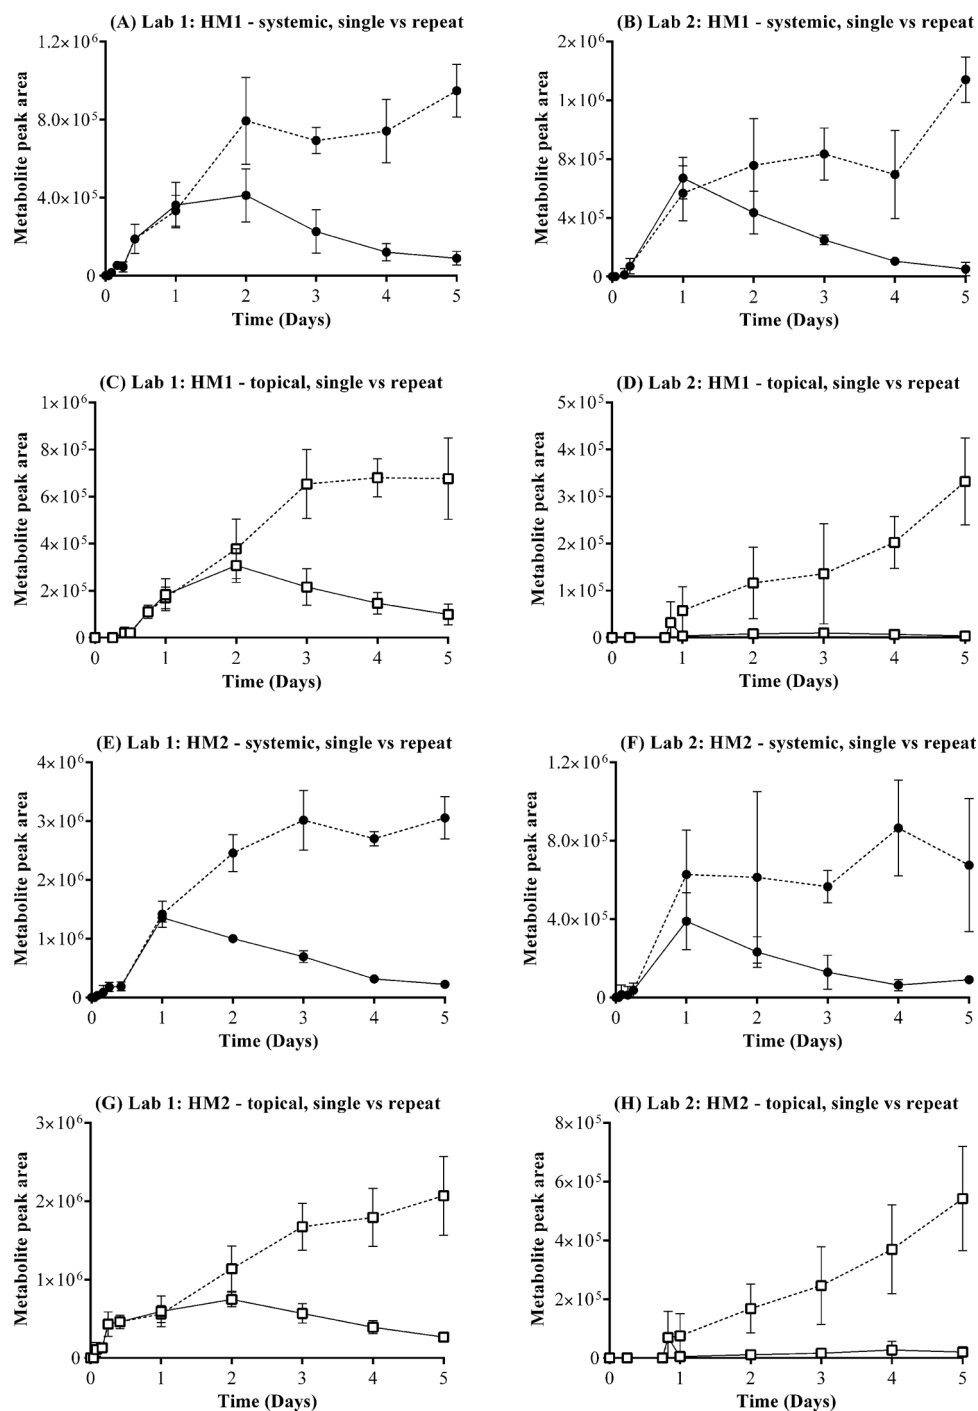 (A) Lab 1: HM1 - systemic, single vs repeat
Metabolite peak area
1.2×10⁶
8.0×10⁵
4.0×10⁵
0
0 1 2 3 4 5
Time (Days)
(B) Lab 2: HM1 - systemic, single vs repeat
Metabolite peak area
2×10⁶
1×10⁶
8×10⁵
4×10⁵
0
0 1 2 3 4 5
Time (Days)
(C) Lab 1: HM1 - topical, single vs repeat
Metabolite peak area
1×10⁶
8×10⁵
6×10⁵
4×10⁵
2×10⁵
0
0 1 2 3 4 5
Time (Days)
(D) Lab 2: HM1 - topical, single vs repeat
Metabolite peak area
5×10⁵
4×10⁵
3×10⁵
2×10⁵
1×10⁵
0
0 1 2 3 4 5
Time (Days)
(E) Lab 1: HM2 - systemic, single vs repeat
Metabolite peak area
4×10⁶
3×10⁶
2×10⁶
1×10⁶
0
0 1 2 3 4 5
Time (Days)
(F) Lab 2: HM2 - systemic, single vs repeat
Metabolite peak area
1.2×10⁶
8.0×10⁵
4.0×10⁵
0
0 1 2 3 4 5
Time (Days)
(G) Lab 1: HM2 - topical, single vs repeat
Metabolite peak area
3×10⁶
2×10⁶
1×10⁶
0
0 1 2 3 4 5
Time (Days)
(H) Lab 2: HM2 - topical, single vs repeat
Metabolite peak area
8×10⁵
6×10⁵
4×10⁵
2×10⁵
0
0 1 2 3 4 5
Time (Days)